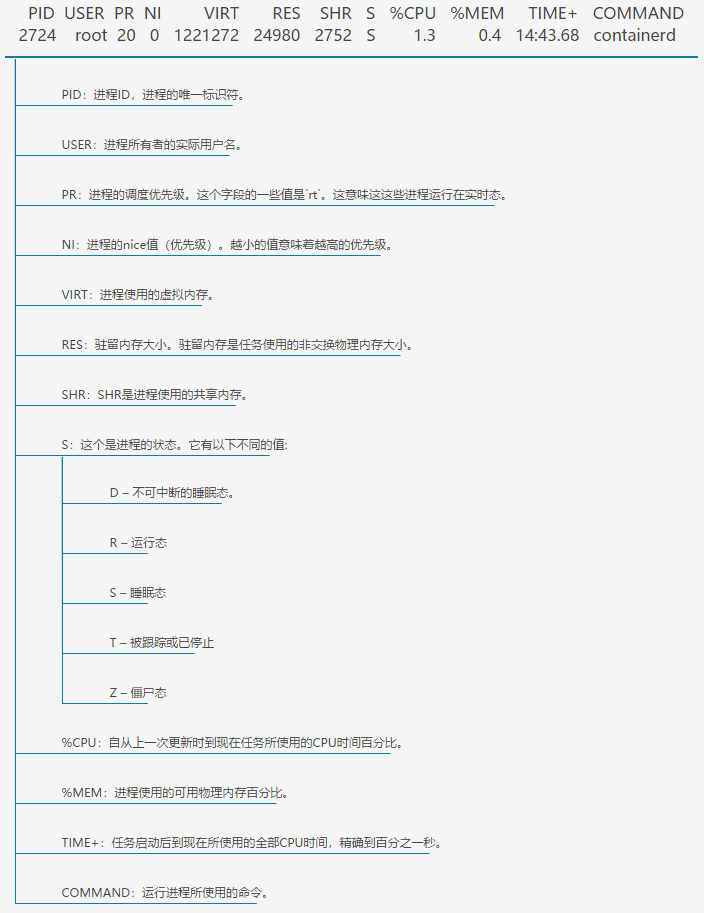 PID USER PR NI VIRT RES SHR S %CPU %MEM TIME+ COMMAND
2724 root 20 0 1221272 24980 2752 S 1.3 0.4 14:43.68 containerd
PID：进程ID，进程的唯一标识符。
USER：进程所有者的实际用户名。
PR：进程的调度优先级。这个字段的一些值是`rt`。这意味这这些进程运行在实时态。
NI：进程的nice值（优先级）。越小的值意味着越高的优先级。
VIRT：进程使用的虚拟内存。
RES：驻留内存大小。驻留内存是任务使用的非交换物理内存大小。
SHR：SHR是进程使用的共享内存。
S：这个是进程的状态。它有以下不同的值:
D – 不可中断的睡眠态。
R – 运行态
S – 睡眠态
T – 被跟踪或已停止
Z – 僵尸态
%CPU：自从上一次更新时到现在任务所使用的CPU时间百分比。
%MEM：进程使用的可用物理内存百分比。
TIME+：任务启动后到现在所使用的全部CPU时间，精确到百分之一秒。
COMMAND：运行进程所使用的命令。